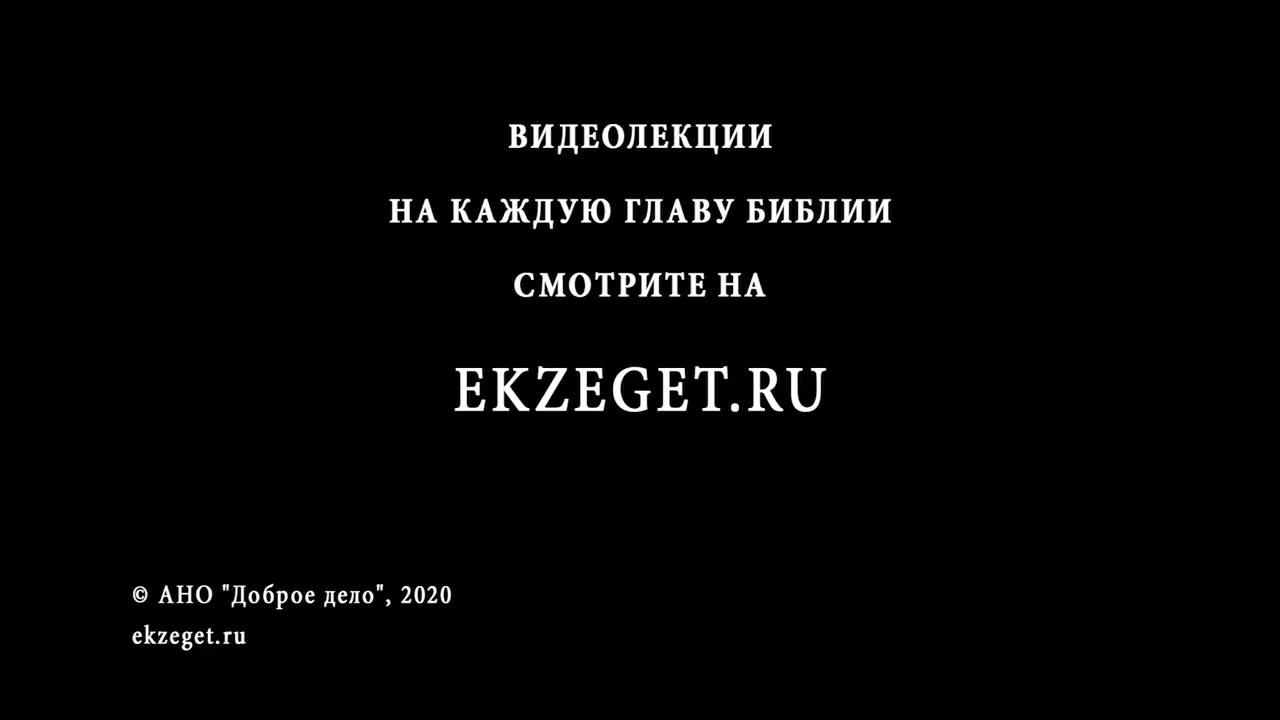 ВИДЕОЛЕКЦИИ
НА КАЖДУЮ ГЛАВУ БИБЛИИ
СМОТРИТЕ НА
EKZEGET.RU
© АНО "Доброе дело", 2020
ekzeget.ru